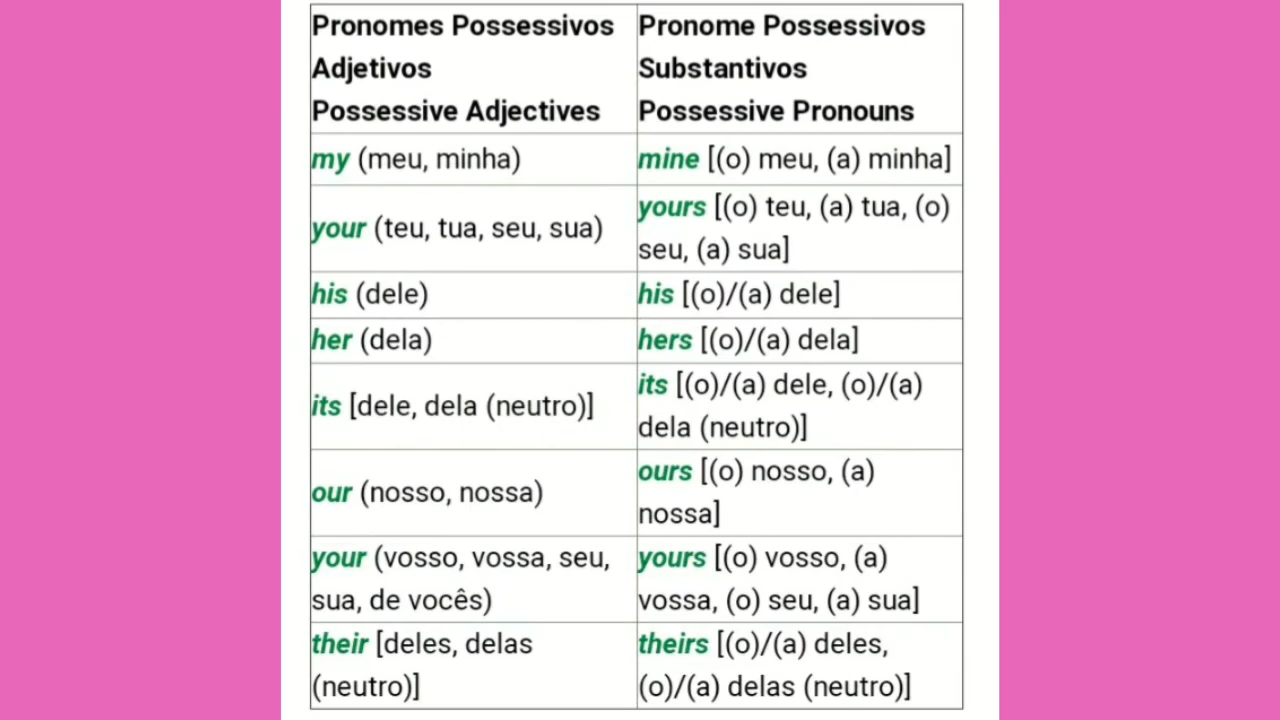 Pronomes Possessivos
Adjetivos
Possessive Adjectives
Pronome Possessivos
Substantivos
Possessive Pronouns
my (meu, minha)
mine [(o) meu, (a) minha]
your (teu, tua, seu, sua)
yours [(o) teu, (a) tua, (o)
seu, (a) sua]
his (dele)
his [(o)/(a) dele]
her (dela)
hers [(o)/(a) dela]
its [dele, dela (neutro)]
its [(o)/(a) dele, (o)/(a)
dela (neutro)]
our (nosso, nossa)
ours [(o) nosso, (a)
nossa]
your (vosso, vossa, seu,
sua, de vocês)
yours [(o) vosso, (a)
vossa, (o) seu, (a) sua]
their [deles, delas
(neutro)]
theirs [(o)/(a) deles,
(o)/(a) delas (neutro)]